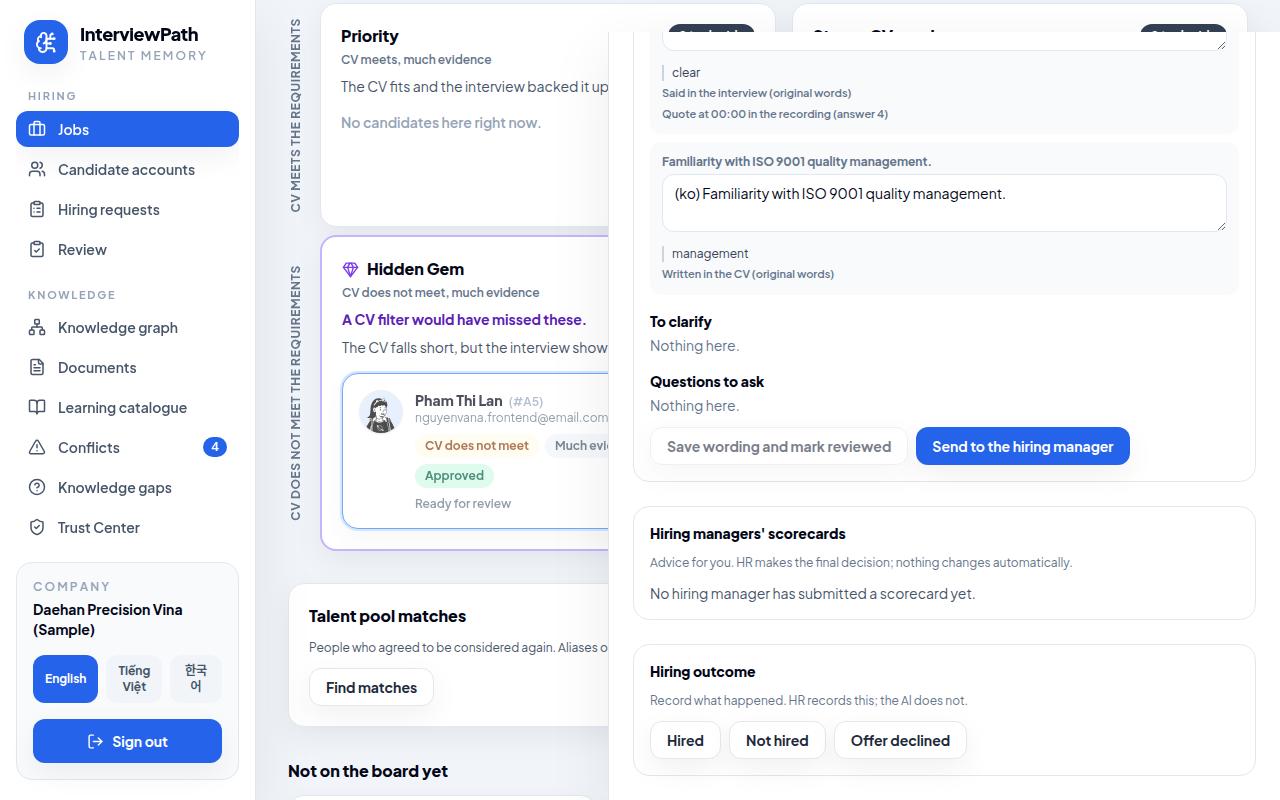 InterviewPath
TALENT MEMORY
HIRING
Jobs
Candidate accounts
Hiring requests
Review
KNOWLEDGE
Knowledge graph
Documents
Learning catalogue
Conflicts
4
Knowledge gaps
Trust Center
COMPANY
Daehan Precision Vina
(Sample)
English
Tiếng
Việt
한국
어
Sign out
CV MEETS THE REQUIREMENTS
Priority
CV meets, much evidence
The CV fits and the interview backed it up
No candidates here right now.
CV DOES NOT MEET THE REQUIREMENTS
Hidden Gem
CV does not meet, much evidence
A CV filter would have missed these.
The CV falls short, but the interview show
Pham Thi Lan (#A5)
nguyenvana.frontend@email.com
CV does not meet
Much evi
Approved
Ready for review
Talent pool matches
People who agreed to be considered again. Aliases o
Find matches
Not on the board yet
clear
Said in the interview (original words)
Quote at 00:00 in the recording (answer 4)
Familiarity with ISO 9001 quality management.
(ko) Familiarity with ISO 9001 quality management.
management
Written in the CV (original words)
To clarify
Nothing here.
Questions to ask
Nothing here.
Save wording and mark reviewed
Send to the hiring manager
Hiring managers' scorecards
Advice for you. HR makes the final decision; nothing changes automatically.
No hiring manager has submitted a scorecard yet.
Hiring outcome
Record what happened. HR records this; the AI does not.
Hired
Not hired
Offer declined